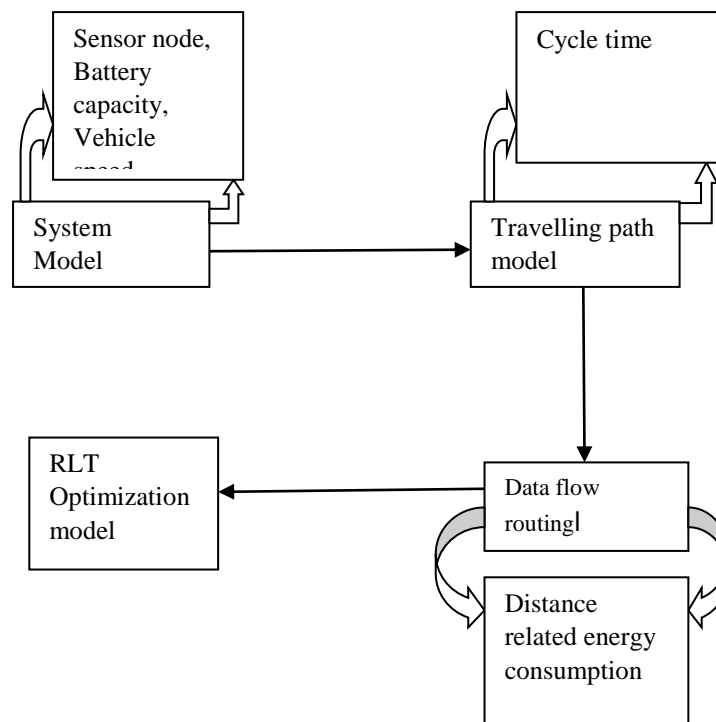 Sensor node,
Battery
capacity,
Vehicle
speed
Cycle time
System
Model
Travelling path
model
RLT
Optimization
model
Data flow
routing
Distance
related energy
consumption